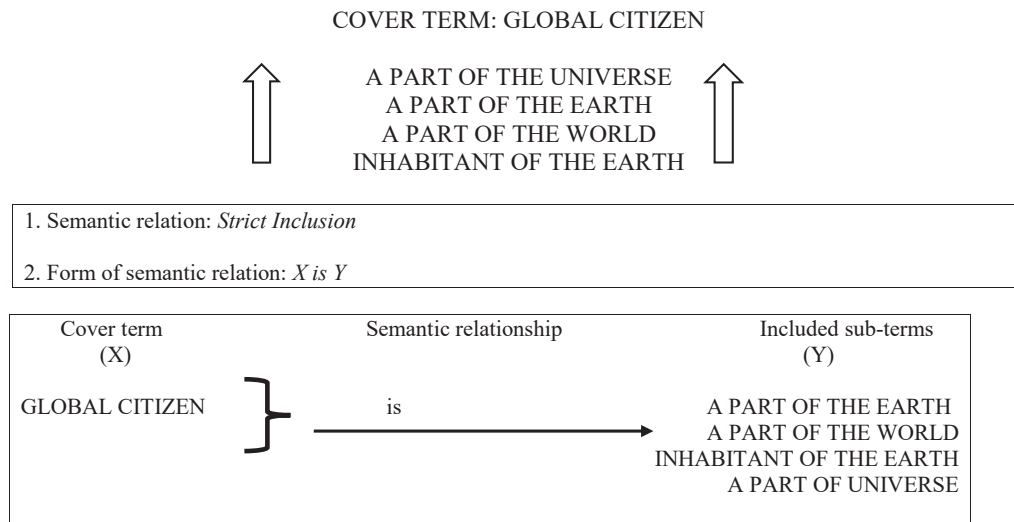 COVER TERM: GLOBAL CITIZEN
A PART OF THE UNIVERSE
A PART OF THE EARTH
A PART OF THE WORLD
INHABITANT OF THE EARTH
1. Semantic relation: Strict Inclusion
2. Form of semantic relation: X is Y
Cover term Semantic relationship Included sub-terms
(X) (Y)
GLOBAL CITIZEN is A PART OF THE EARTH
A PART OF THE WORLD
INHABITANT OF THE EARTH
A PART OF UNIVERSE